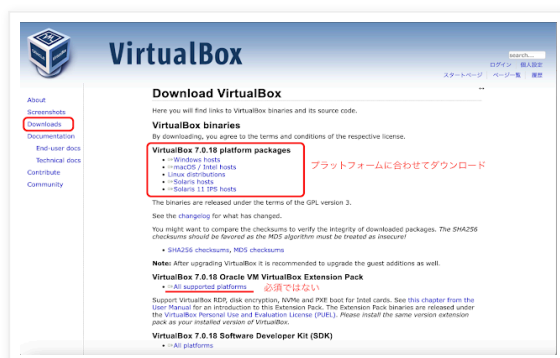 VirtualBox
search...
ログイン 個人設定
スタートページ ページ一覧 履歴
About
Screenshots
Downloads
Documentation
End-user docs
Technical docs
Contribute
Community
Download VirtualBox
Here you will find links to VirtualBox binaries and its source code.
VirtualBox binaries
By downloading, you agree to the terms and conditions of the respective license.
VirtualBox 7.0.18 platform packages
Windows hosts
macOS / Intel hosts
Linux distributions
Solaris hosts
Solaris 11 IPS hosts
プラットフォームに合わせてダウンロード
The binaries are released under the terms of the GPL version 3.
See the changelog for what has changed.
You might want to compare the checksums to verify the integrity of downloaded packages. The SHA256
checksums should be favored as the MD5 algorithm must be treated as insecure!
SHA256 checksums, MD5 checksums
Note: After upgrading VirtualBox it is recommended to upgrade the guest additions as well.
VirtualBox 7.0.18 Oracle VM VirtualBox Extension Pack
All supported platforms 必須ではない
Support VirtualBox RDP, disk encryption, NVMe and PXE boot for Intel cards. See this chapter from the
User Manual for an introduction to this Extension Pack. The Extension Pack binaries are released under
the VirtualBox Personal Use and Evaluation License (PUEL). Please install the same version extension
pack as your installed version of VirtualBox.
VirtualBox 7.0.18 Software Developer Kit (SDK)
All platforms